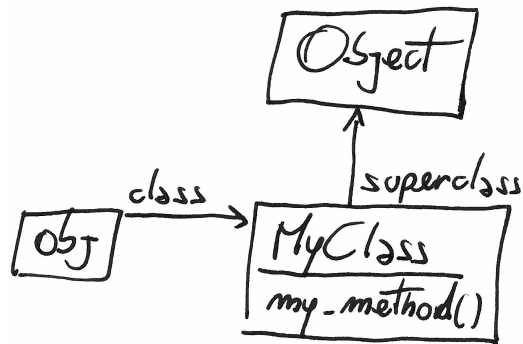 Object
class
superclass
obj
MyClass
my_method()